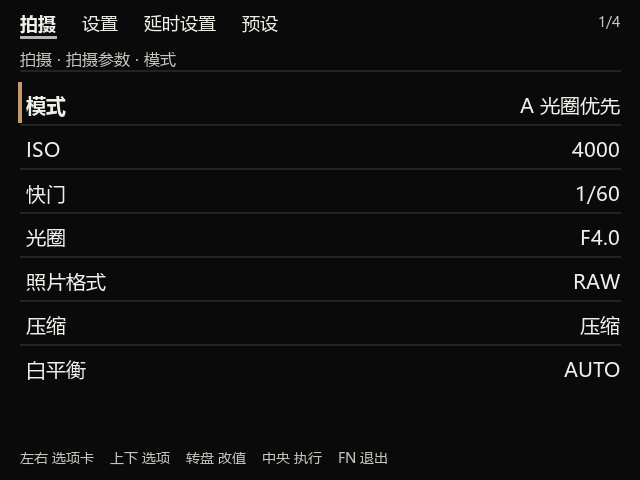 拍摄 设置 延时设置 预设 1/4
拍摄 · 拍摄参数 · 模式
模式 A 光圈优先
ISO 4000
快门 1/60
光圈 F4.0
照片格式 RAW
压缩 压缩
白平衡 AUTO
左右 选项卡 上下 选项 转盘 改值 中央 执行 FN 退出